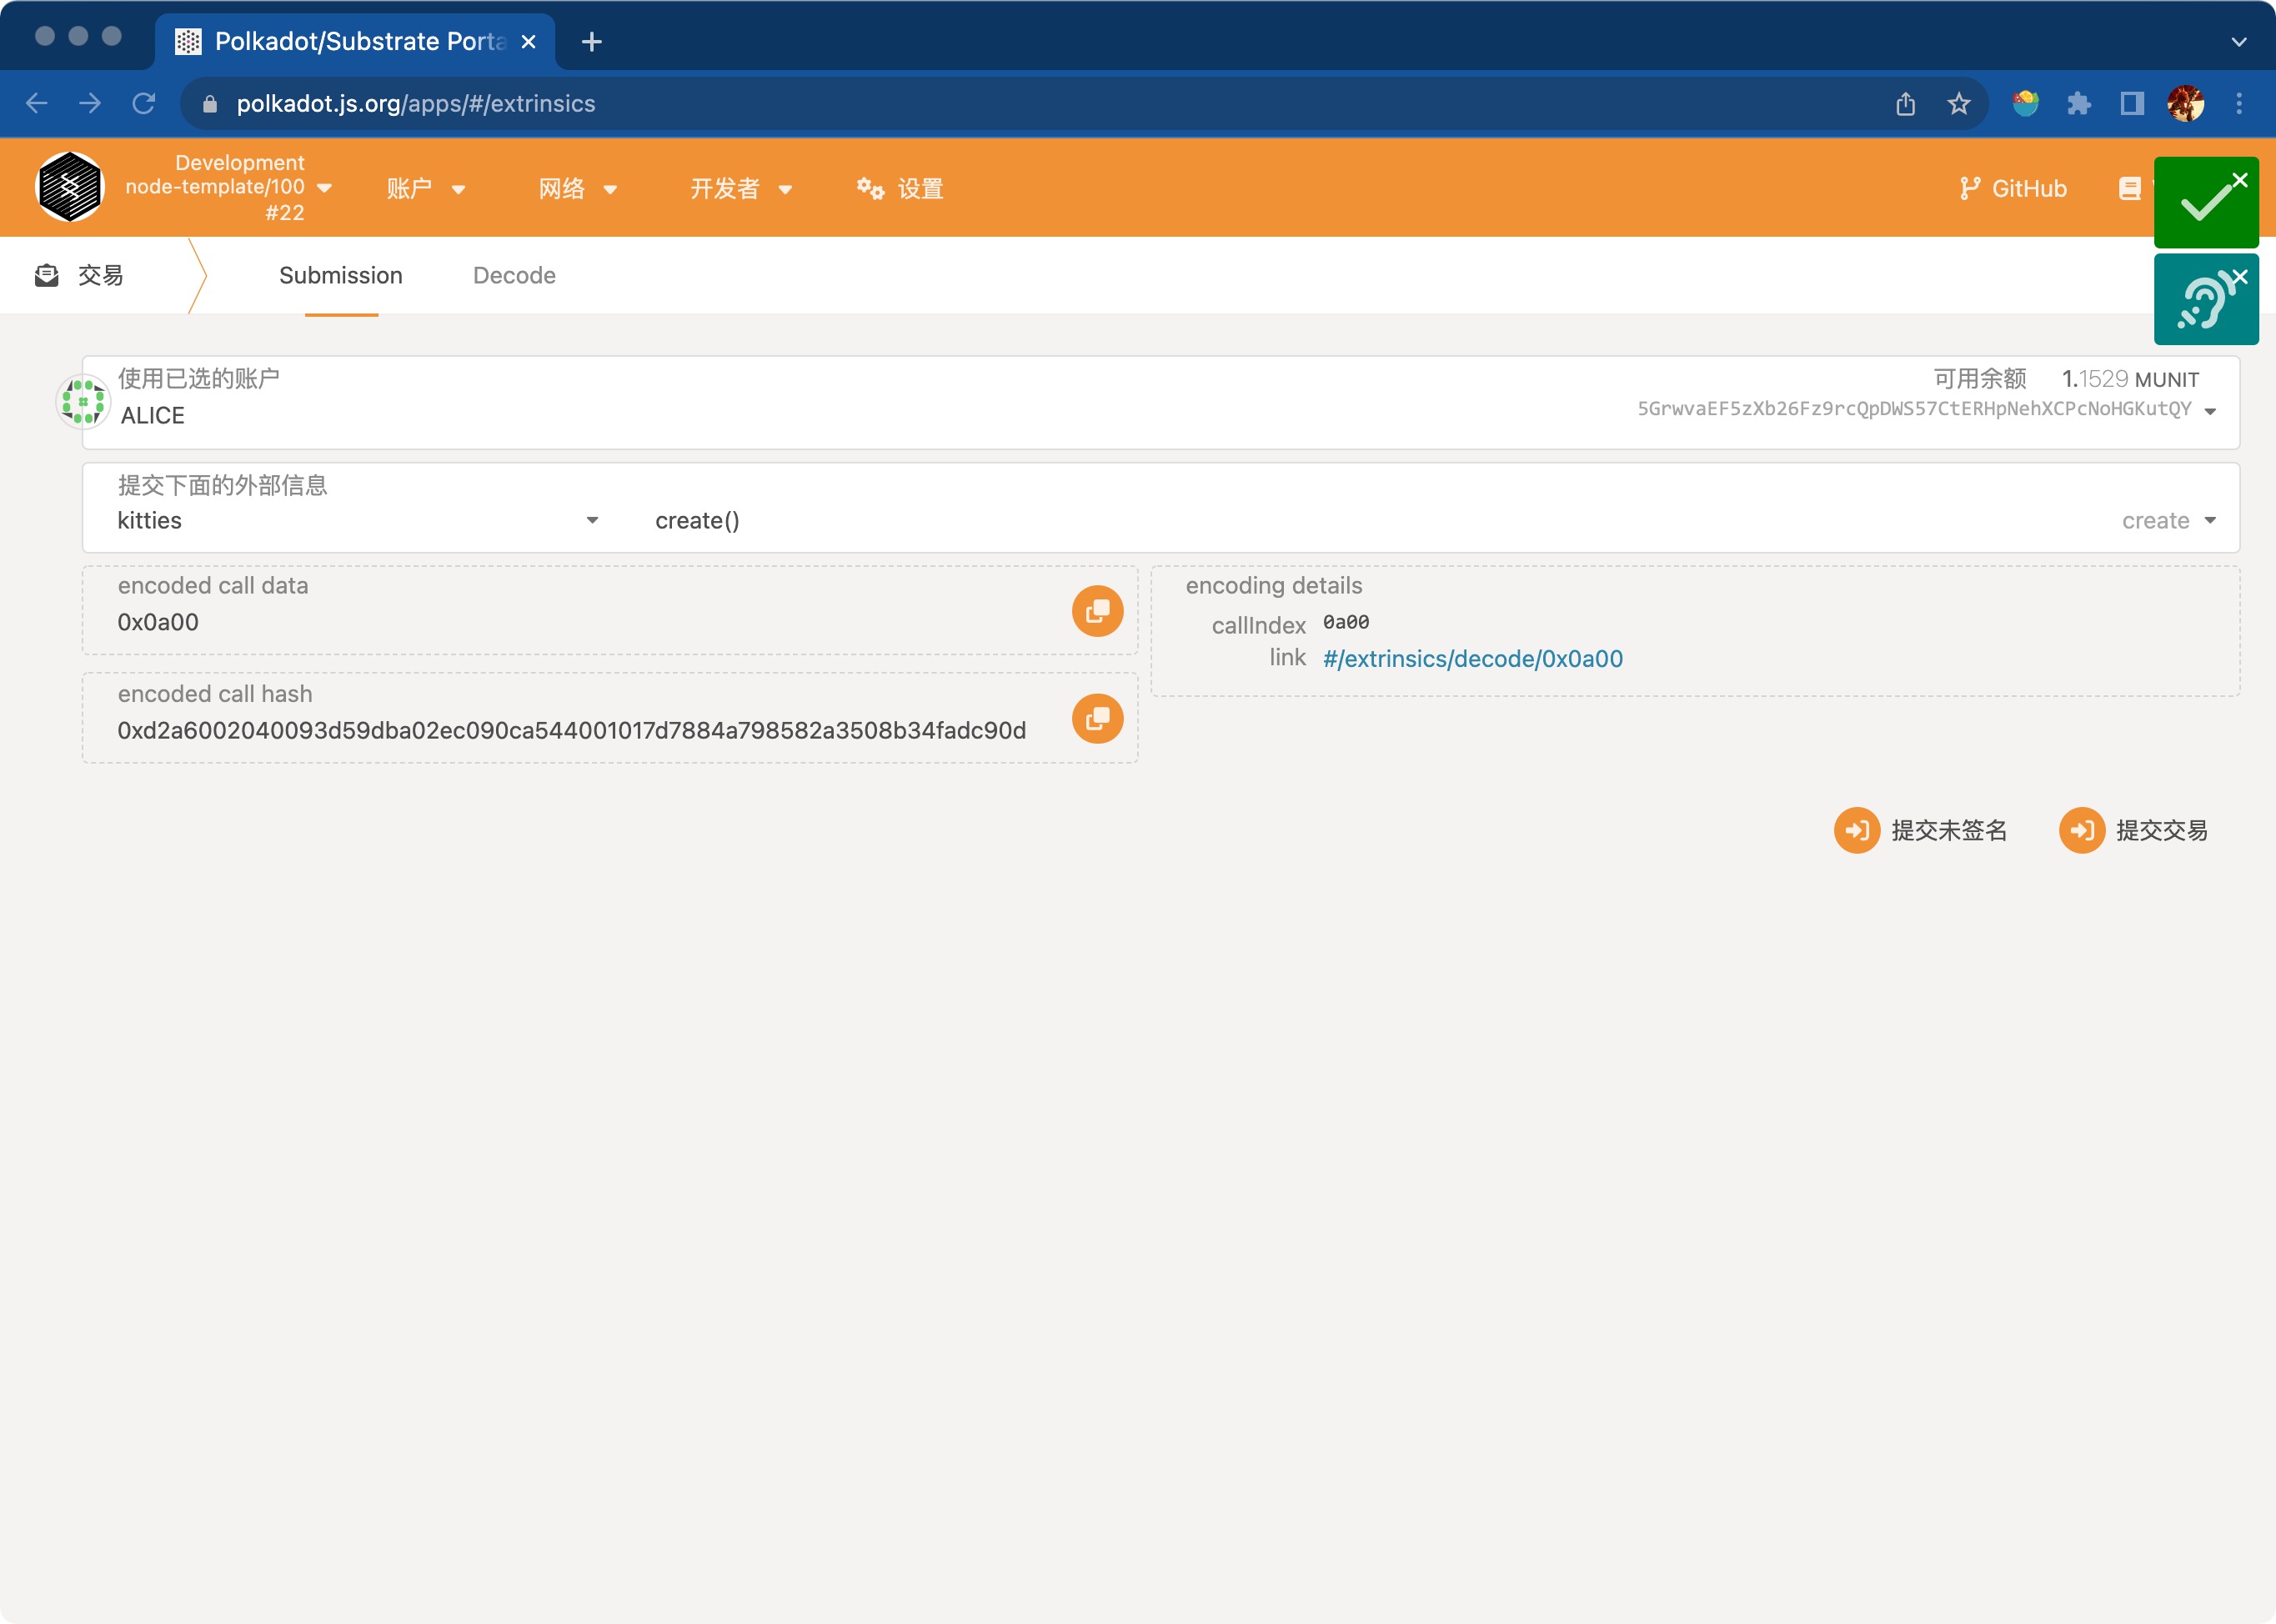 Polkadot/Substrate Porta
polkadot.js.org/apps/#/extrinsics
Development
node-template/100
#22
账户
网络
开发者
设置
GitHub
交易
Submission
Decode
使用已选的账户
ALICE
可用余额 1.1529 MUNIT
5GrwvaEF5zXb26Fz9rcQpDWS57CtERHpNehXCPcNoHGKutQY
提交下面的外部信息
kitties
create()
create
encoded call data
0x0a00
encoding details
callIndex 0a00
link #/extrinsics/decode/0x0a00
encoded call hash
0xd2a6002040093d59dba02ec090ca544001017d7884a798582a3508b34fadc90d
提交未签名
提交交易